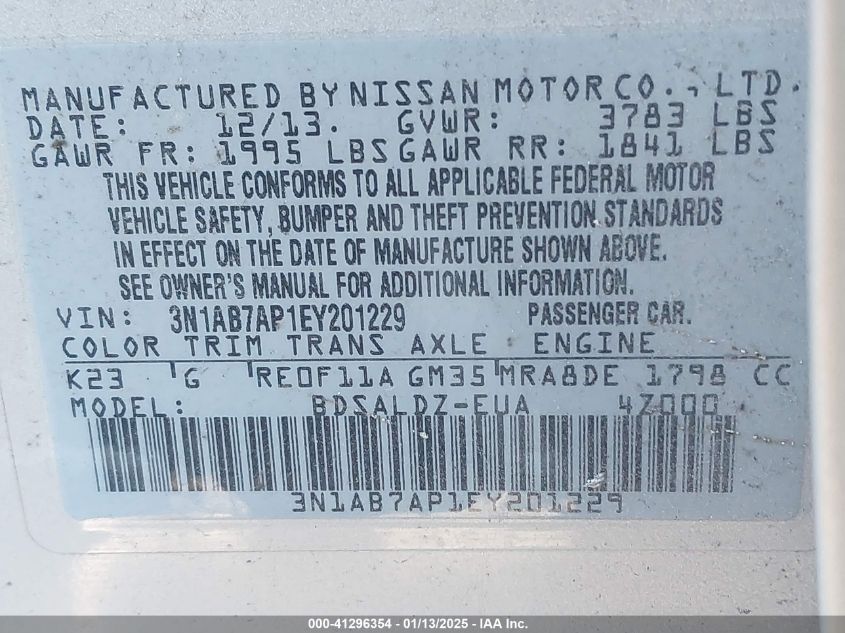 MANUFACTURED BY NISSAN MOTOR CO., LTD.
DATE: 12/13. GVWR: 3783 LBS
GAWR FR: 1995 LBS GAWR RR: 1841 LBS
THIS VEHICLE CONFORMS TO ALL APPLICABLE FEDERAL MOTOR
VEHICLE SAFETY, BUMPER AND THEFT PREVENTION STANDARDS
IN EFFECT ON THE DATE OF MANUFACTURE SHOWN ABOVE.
SEE OWNER'S MANUAL FOR ADDITIONAL INFORMATION.
VIN: 3N1AB7AP1EY201229 PASSENGER CAR.
COLOR TRIM TRANS AXLE ENGINE
K23 G RE0F11A GM35 MRA8DE 1798 CC
MODEL: BDSALDZ-EUA 4Z000
3N1AB7AP1EY201229
000-41296354 - 01/13/2025 - IAA Inc.